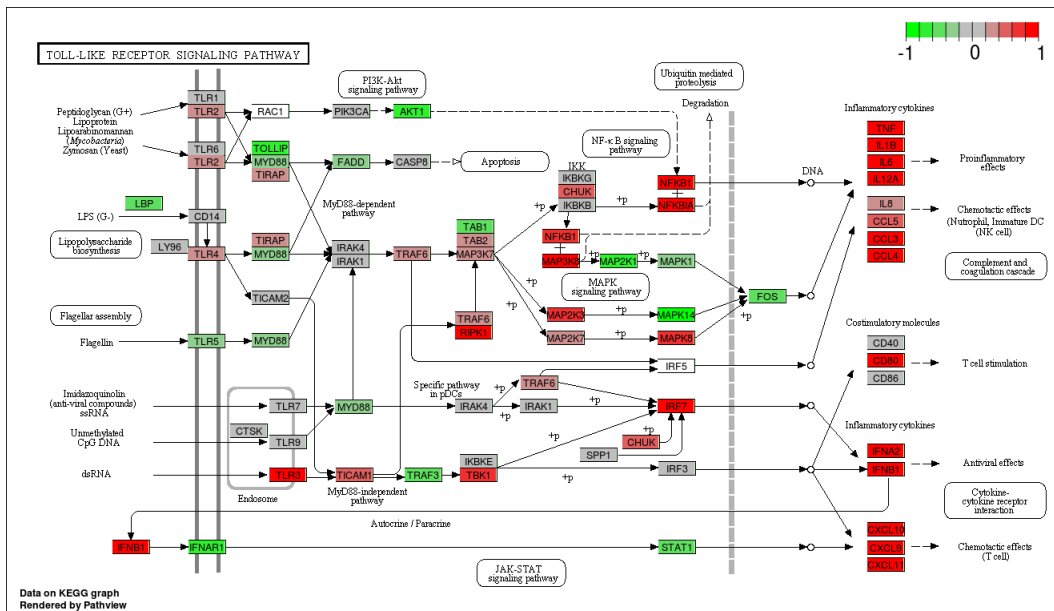 -1 0 1
TOLL-LIKE RECEPTOR SIGNALING PATHWAY
PI3K-Akt
signaling pathway
Ubiquitin mediated
proteolysis
Degradation
TLR1
TLR2
RAC1
PIK3CA
AKT1
Peptidoglycan (G+)
Lipoprotein
Lipoarabinomannan
(Mycobacteria)
Zymosan (Yeast)
TLR6
TLR2
TOLLIP
MYD88
TIRAP
FADD
CASP8
Apoptosis
NF-κ B signaling
pathway
IKK
IKBKG
CHUK
IKBKB
+p
+p
NFKB1
+
NFKBIA
DNA
Inflammatory cytokines
TNF
IL1B
IL6
IL12A
Proinflammatory
effects
IL8
CCL5
CCL3
CCL4
Chemotactic effects
(Nutrophil, Immature DC
(NK cell)
Complement and
coagulation cascade
LBP
LPS (G-)
CD14
MyD88-dependent
pathway
Lipopolysaccharide
biosynthesis
LY96
TLR4
TIRAP
MYD88
IRAK4
IRAK1
TRAF6
TAB1
TAB2
MAP3K7
NFKB1
+
MAP3K8
+p
MAP2K1
+p
MAPK1
MAPK
signaling pathway
TICAM2
FOS
Flagellar assembly
TRAF6
RIPK1
+p
MAP2K3
+p
MAPK14
+p
Flagellin
TLR5
MYD88
+p
MAP2K7
+p
MAPK8
+p
Costimulatory molecules
CD40
CD80
CD86
T cell stimulation
IRF5
Specific pathway
in pDCs
TRAF6
+p
Imidazoquinolin
(anti-viral compounds)
ssRNA
TLR7
MYD88
IRAK4
+p
IRAK1
+p
+p
IRF7
Unmethylated
CpG DNA
CTSK
TLR9
+p
CHUK
SPP1
+p
Inflammatory cytokines
IFNA2
IFNB1
Antiviral effects
dsRNA
TLR3
TICAM1
TRAF3
IKBKE
TBK1
+p
IRF3
Endosome
MyD88-independent
pathway
Cytokine-
cytokine receptor
interaction
Autocrine / Paracrine
IFNB1
IFNAR1
STAT1
CXCL10
CXCL9
CXCL11
Chemotactic effects
(T cell)
JAK-STAT
signaling pathway
Data on KEGG graph
Rendered by Pathview